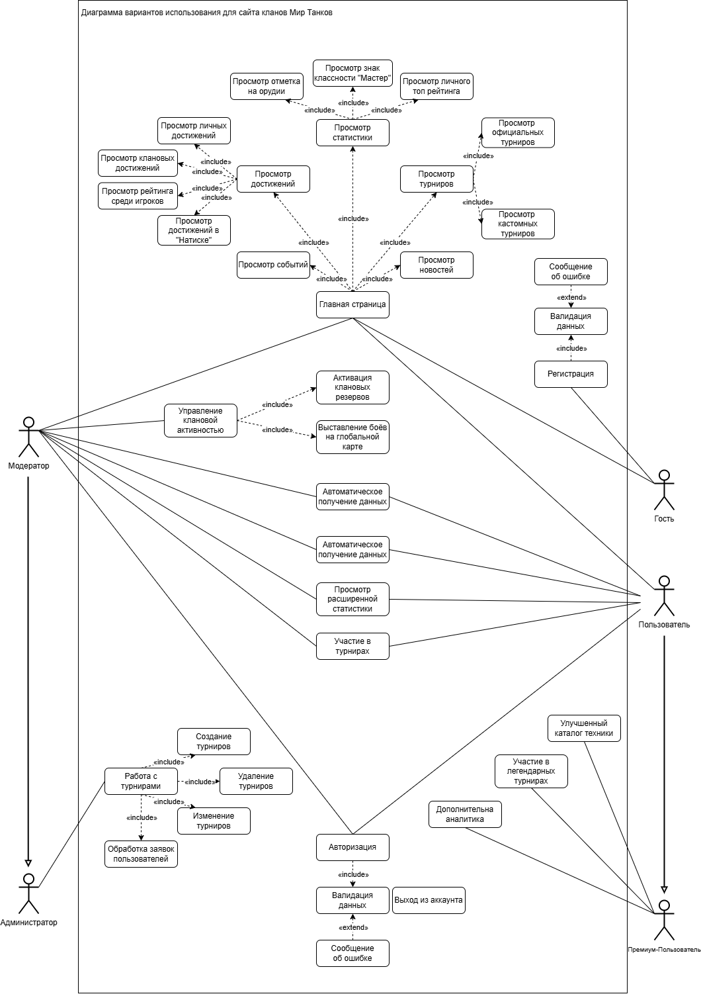 Диаграмма вариантов использования для сайта кланов Мир Танков
Просмотр знак
классности "Мастер"
Просмотр отметка
на орудии
Просмотр личного
топ рейтинга
«include»
«include»
«include»
Просмотр
статистики
Просмотр личных
достижений
Просмотр
официальных
турниров
Просмотр клановых
достижений
«include»
«include»
«include»
«include»
Просмотр
достижений
Просмотр
турниров
«include»
«include»
Просмотр рейтинга
среди игроков
Просмотр
достижений в
"Натиске"
Просмотр
кастомных
турниров
«include»
«include»
«include»
Просмотр событий
Просмотр
новостей
«include»
«include»
Главная страница
Сообщение
об ошибке
«extend»
Валидация
данных
«include»
Регистрация
Управление
клановой
активностью
«include»
«include»
Активация
клановых
резервов
Выставление боёв
на глобальной
карте
Модератор
Гость
Автоматическое
получение данных
Автоматическое
получение данных
Просмотр
расширенной
статистики
Участие в
турнирах
Пользователь
Создание
турниров
«include»
Работа с
турнирами
«include»
Удаление
турниров
«include»
Изменение
турниров
«include»
Обработка заявок
пользователей
Улучшенный
каталог техники
Участие в
легендарных
турнирах
Дополнительна
аналитика
Авторизация
«include»
Валидация
данных
Выход из аккаунта
«extend»
Сообщение
об ошибке
Администратор
Премиум-Пользователь